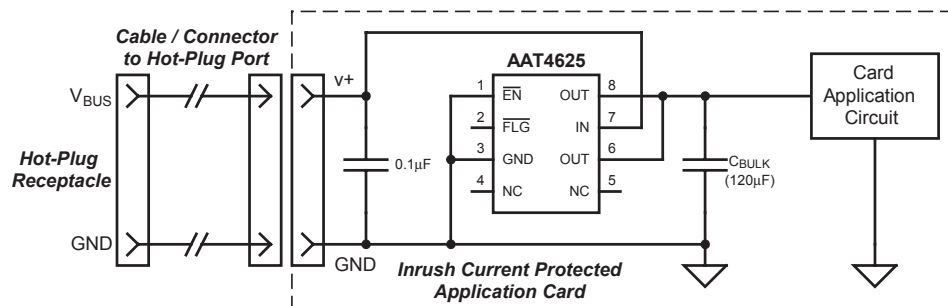 Cable / Connector
to Hot-Plug Port
V+
AAT4625
VBUS
Hot-Plug
Receptacle
GND
0.1µF
1
EN
2
FLG
3
GND
4
NC
OUT
8
IN
7
OUT
6
NC
5
CBULK
(120µF)
Card
Application
Circuit
GND
Inrush Current Protected
Application Card